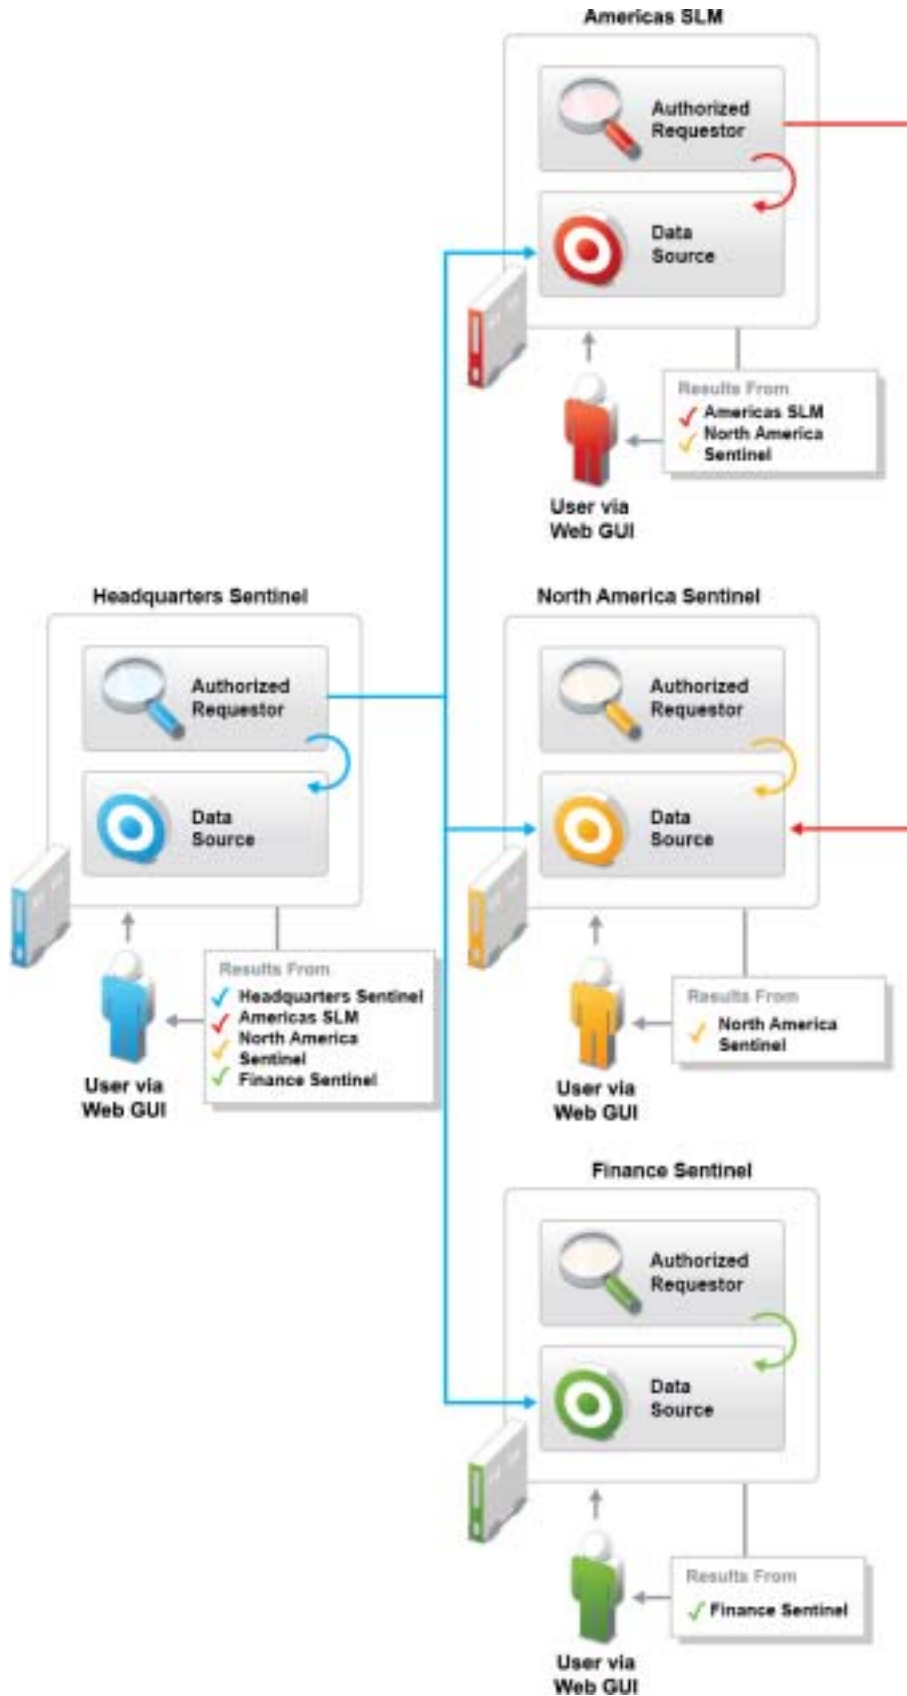 Americas SLM
Authorized
Requestor
Data
Source
Results From
Americas SLM
North America
Sentinel
User via
Web GUI
Headquarters Sentinel
Authorized
Requestor
Data
Source
Results From
Headquarters Sentinel
Americas SLM
North America
Sentinel
Finance Sentinel
User via
Web GUI
North America Sentinel
Authorized
Requestor
Data
Source
Results From
North America
Sentinel
User via
Web GUI
Finance Sentinel
Authorized
Requestor
Data
Source
Results From
Finance Sentinel
User via
Web GUI